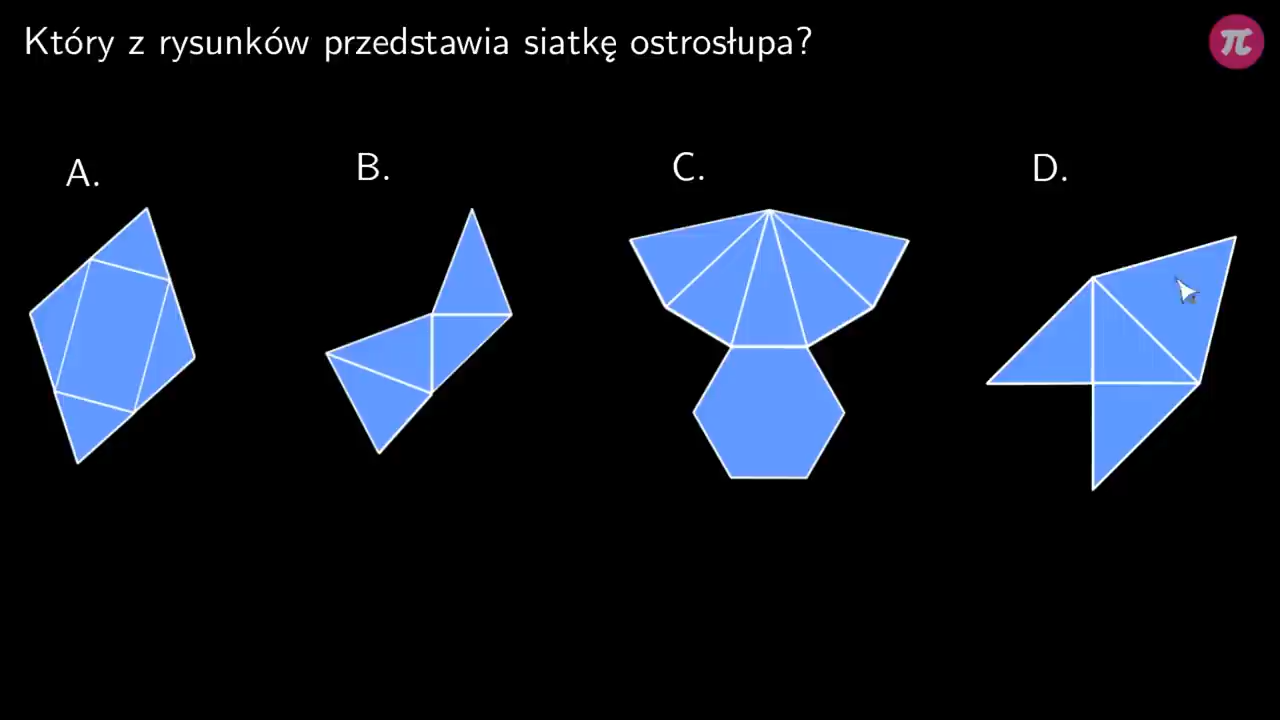 Który z rysunków przedstawia siatkę ostrosłupa?
π
A.
B.
C.
D.